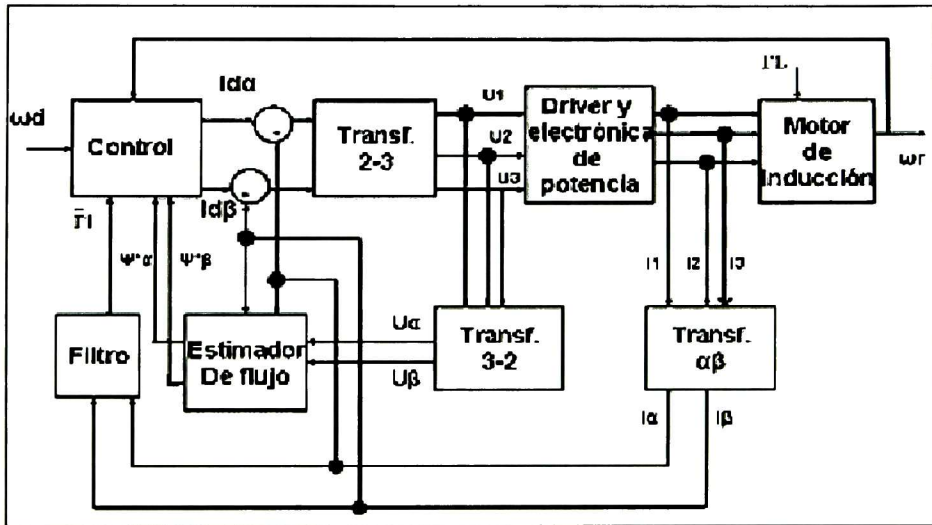 ωd
Control
Idα
Idβ
Transf.
2-3
U1
U2
U3
Driver y
electrónica
de
potencia
ΓL
Motor
de
Inducción
ωr
Ψ*α
Ψ*β
Filtro
Estimador
De flujo
Uα
Uβ
Transf.
3-2
I1
I2
I3
Transf.
αβ
Iα
Iβ